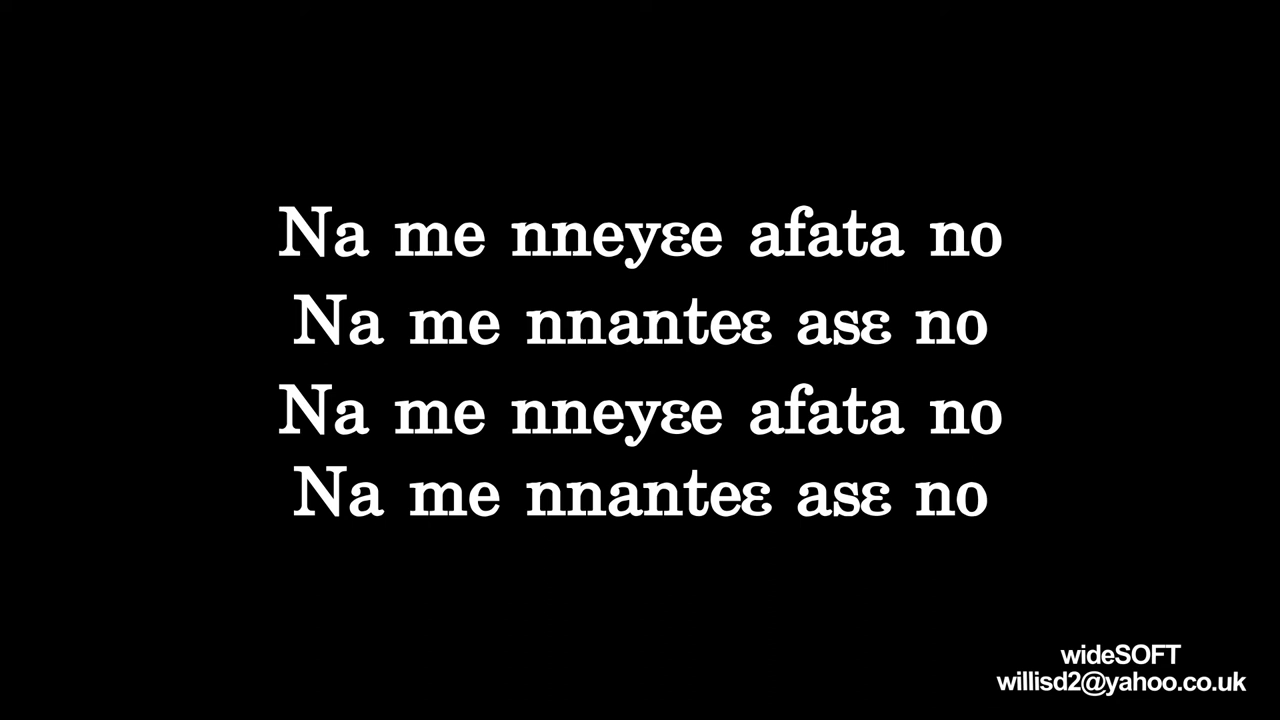 Na me nneyɛe afata no
Na me nnanteɛ asɛ no
Na me nneyɛe afata no
Na me nnanteɛ asɛ no
wideSOFT
willisd2@yahoo.co.uk